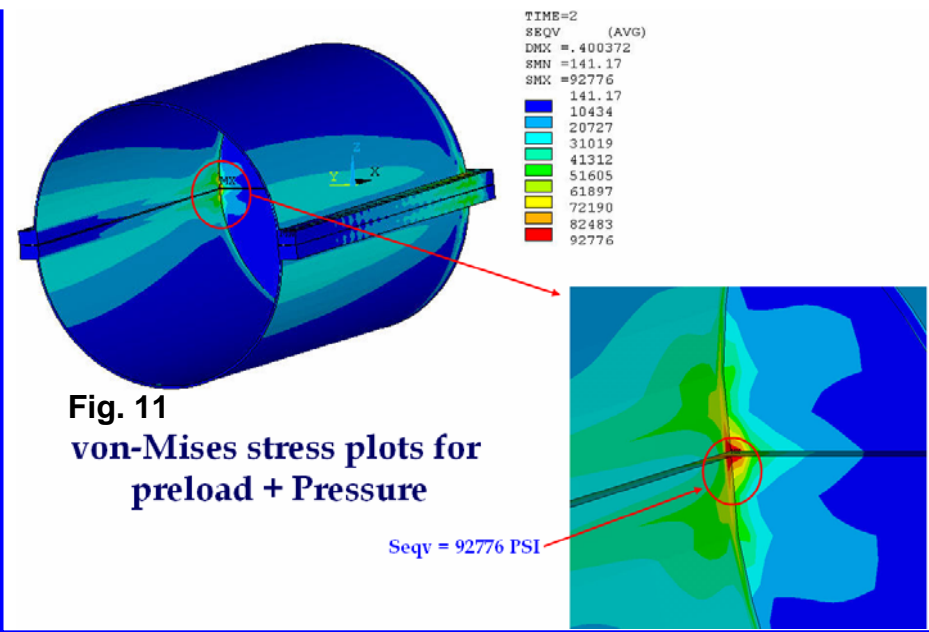 TIME=2
SEQV (AVG)
DMX =.400372
SMN =141.17
SMX =92776
141.17
10434
20727
31019
41312
51605
61897
72190
82483
92776
Z
Y
X
MX
Fig. 11
von-Mises stress plots for
preload + Pressure
Seqv = 92776 PSI